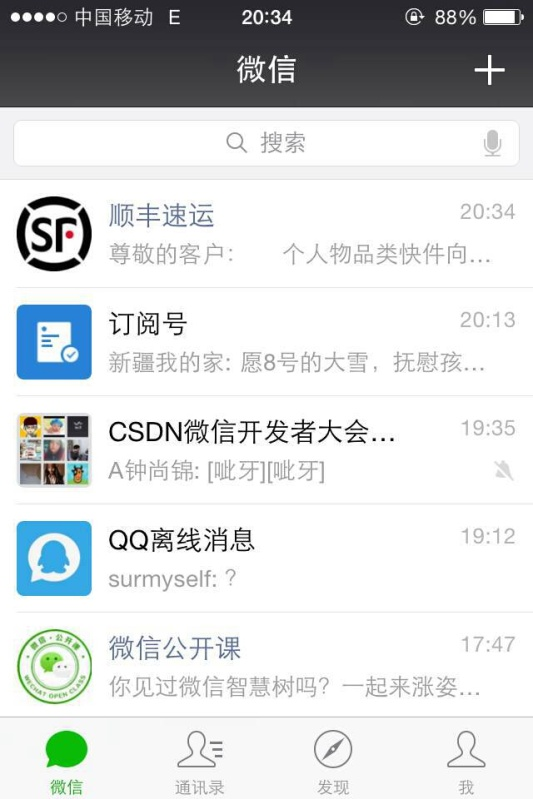 中国移动 E 20:34 88%
微信
搜索
SF
顺丰速运 20:34
尊敬的客户: 个人物品类快件向...
订阅号 20:13
新疆我的家: 愿8号的大雪，抚慰孩...
CSDN微信开发者大会... 19:35
A钟尚锦: [呲牙][呲牙]
QQ离线消息 19:12
surmyself: ？
微信·公开课
WECHAT OPEN CLASS
微信公开课 17:47
你见过微信智慧树吗？一起来涨姿...
微信 通讯录 发现 我